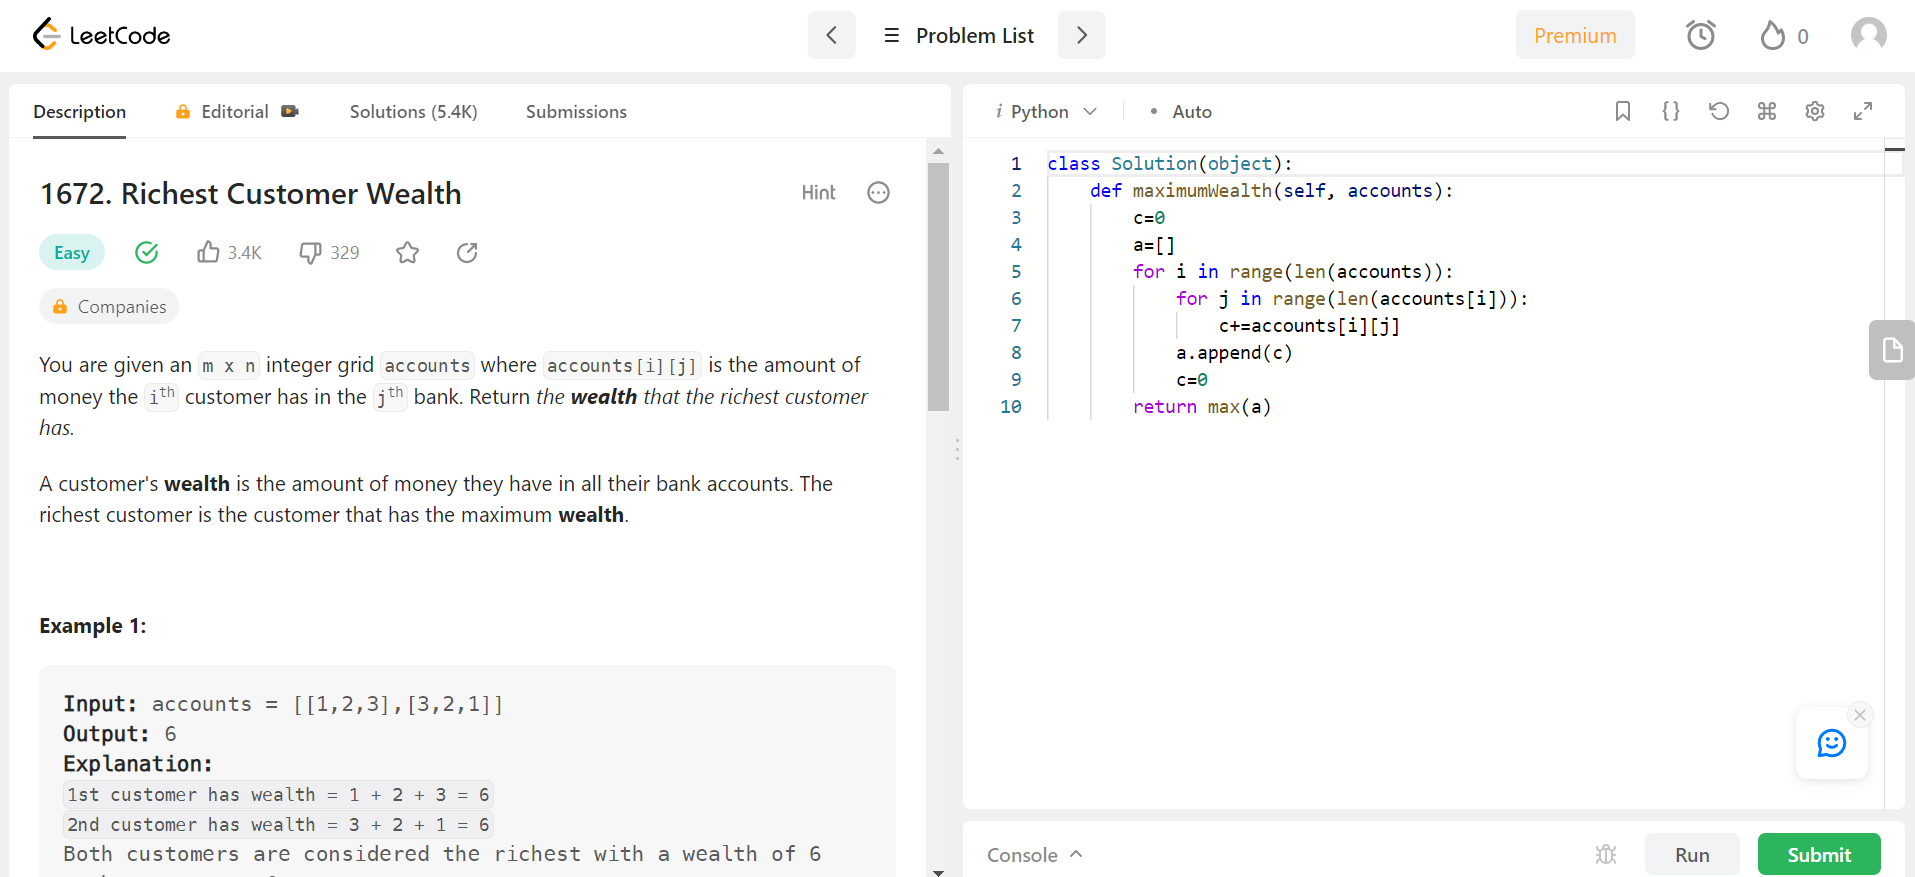 LeetCode
Problem List
Premium
0
Description
Editorial
Solutions (5.4K)
Submissions
1672. Richest Customer Wealth
Hint
Easy
3.4K
329
Companies
You are given an m x n integer grid accounts where accounts[i][j] is the amount of
money the ith customer has in the jth bank. Return the wealth that the richest customer
has.
A customer's wealth is the amount of money they have in all their bank accounts. The
richest customer is the customer that has the maximum wealth.
Example 1:
Input: accounts = [[1,2,3],[3,2,1]]
Output: 6
Explanation:
1st customer has wealth = 1 + 2 + 3 = 6
2nd customer has wealth = 3 + 2 + 1 = 6
Both customers are considered the richest with a wealth of 6
i Python
• Auto
1 class Solution(object):
2     def maximumWealth(self, accounts):
3         c=0
4         a=[]
5         for i in range(len(accounts)):
6             for j in range(len(accounts[i])):
7                 c+=accounts[i][j]
8             a.append(c)
9             c=0
10         return max(a)
Console
Run
Submit